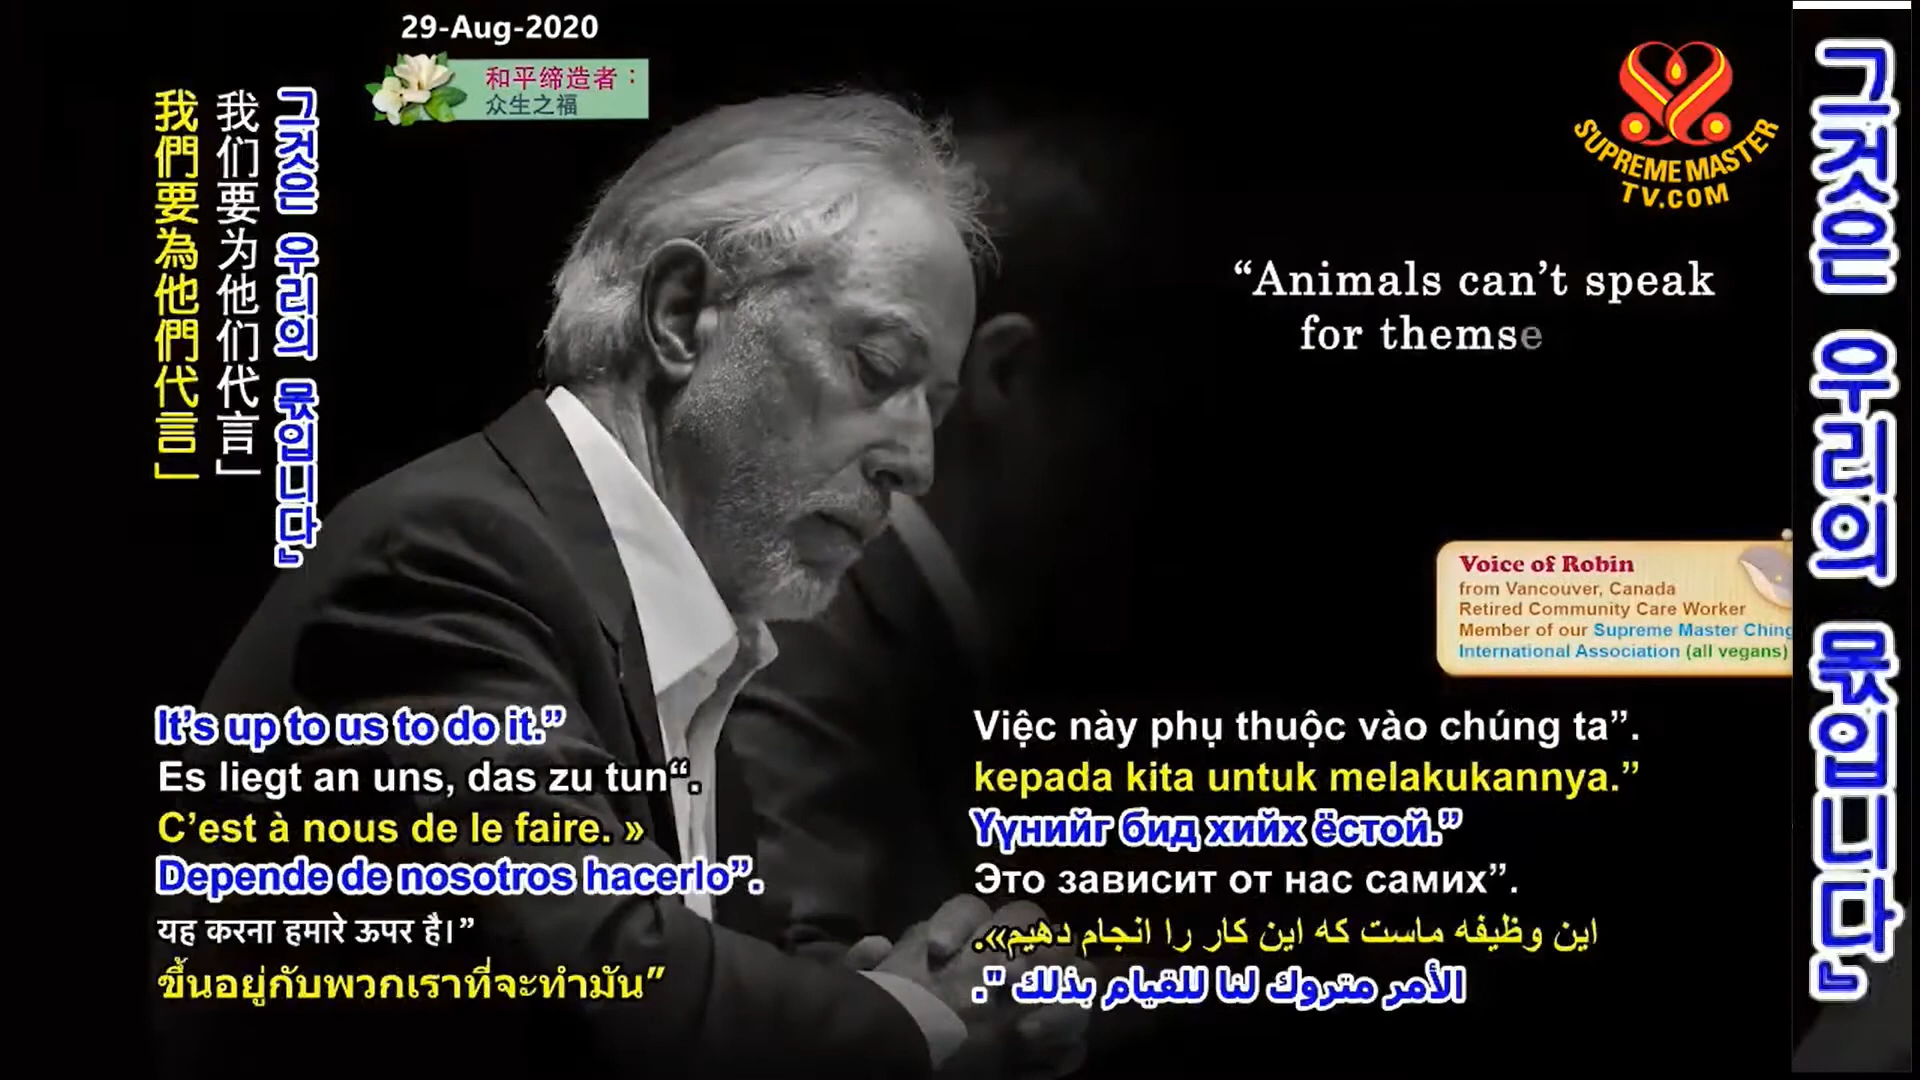 29-Aug-2020
和平缔造者：
众生之福
SUPREME MASTER
TV.COM
我們要為他們代言」
我们要为他们代言」
그것은 우리의 몫입니다』
그것은 우리의 몫입니다』
“Animals can’t speak
for themse
Voice of Robin
from Vancouver, Canada
Retired Community Care Worker
Member of our Supreme Master Ching
International Association (all vegans)
It’s up to us to do it.”
Es liegt an uns, das zu tun“.
C’est à nous de le faire. »
Depende de nosotros hacerlo”.
यह करना हमारे ऊपर है।”
ขึ้นอยู่กับพวกเราที่จะทำมัน”
Việc này phụ thuộc vào chúng ta”.
kepada kita untuk melakukannya.”
Үүнийг бид хийх ёстой.”
Это зависит от нас самих”.
این وظیفه ماست که این کار را انجام دهیم».
الأمر متروك لنا للقيام بذلك ".